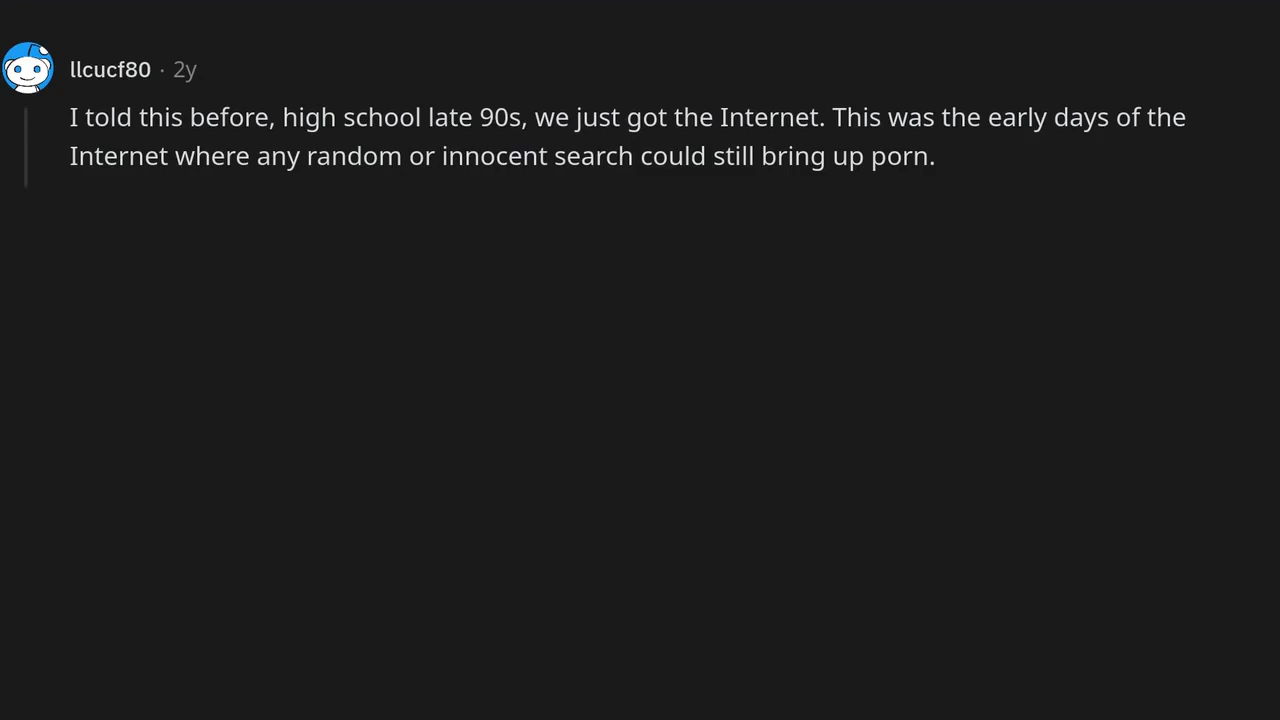 llcucf80 · 2y
I told this before, high school late 90s, we just got the Internet. This was the early days of the
Internet where any random or innocent search could still bring up porn.